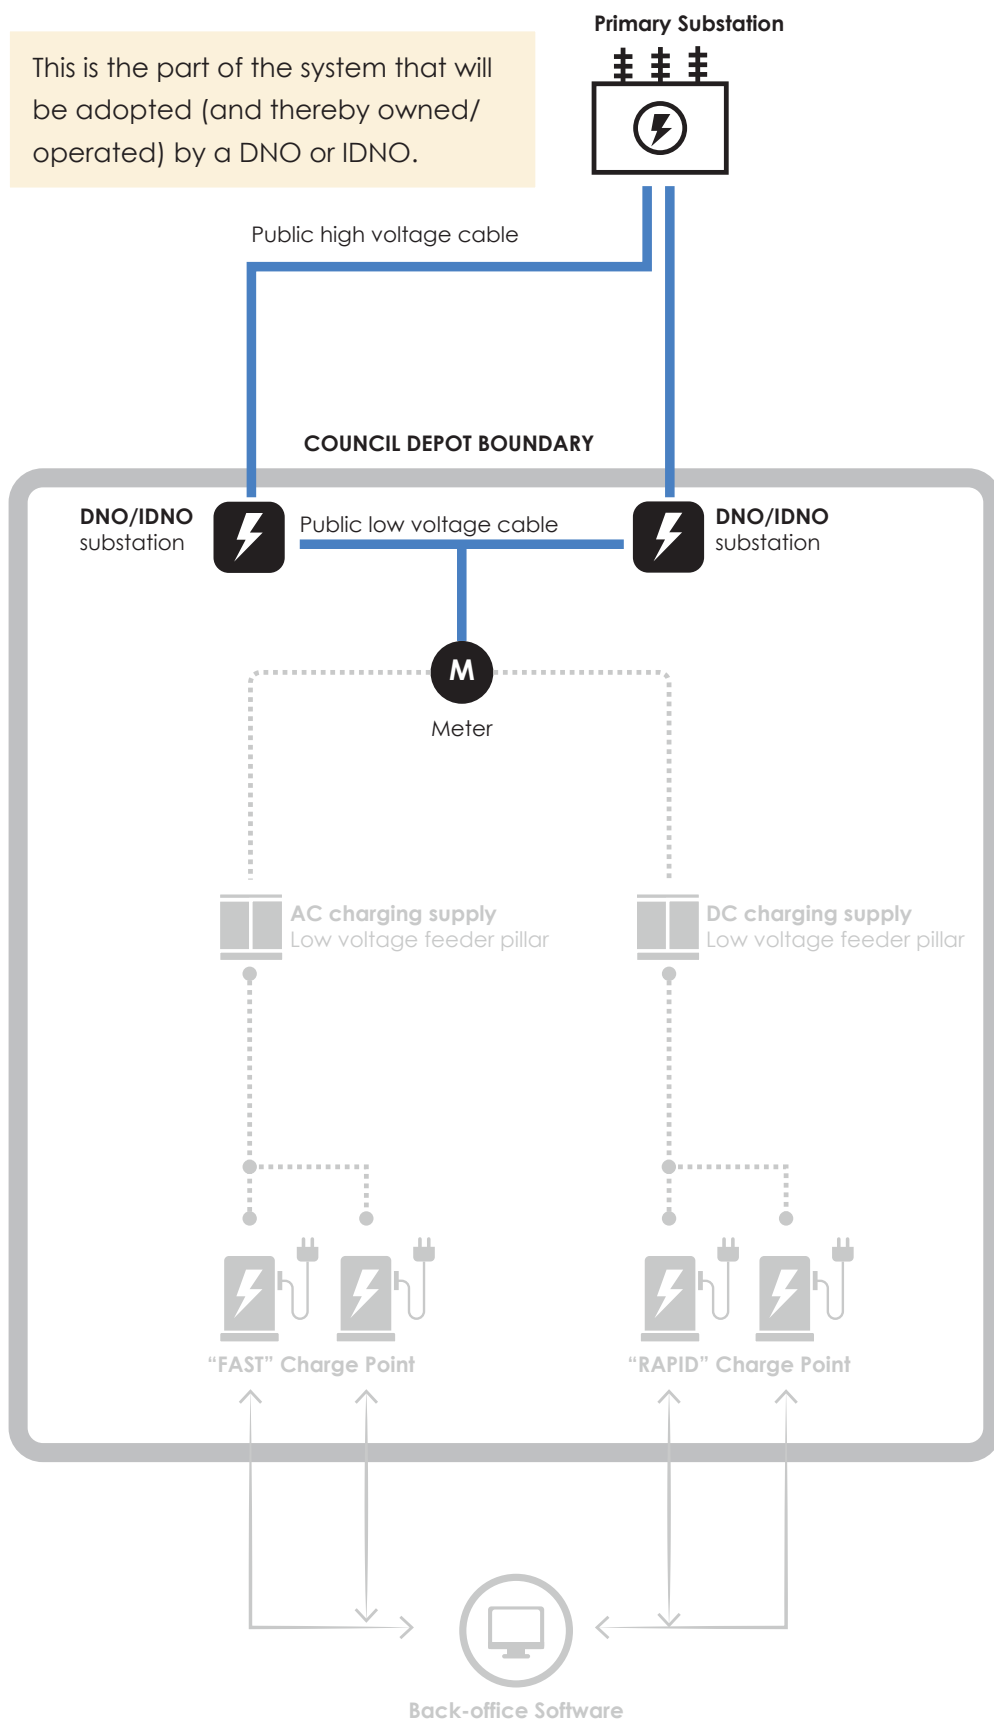 Primary Substation
This is the part of the system that will
be adopted (and thereby owned/
operated) by a DNO or IDNO.
Public high voltage cable
COUNCIL DEPOT BOUNDARY
DNO/IDNO
substation
Public low voltage cable
DNO/IDNO
substation
M
Meter
AC charging supply
Low voltage feeder pillar
DC charging supply
Low voltage feeder pillar
“FAST” Charge Point
“RAPID” Charge Point
Back-office Software